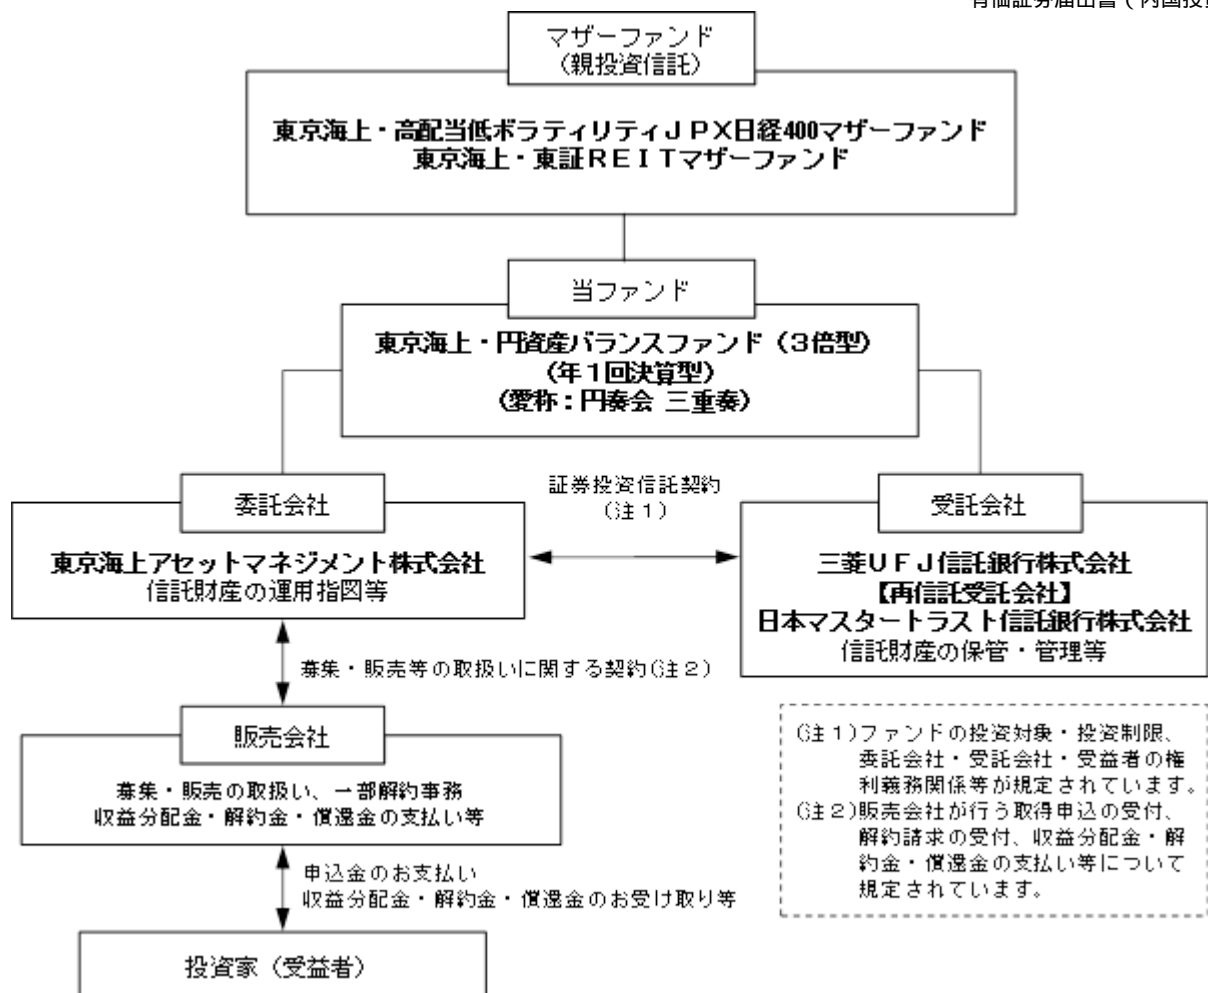 有価証券届出書(内国投資
マザーファンド
(親投資信託)
東京海上・高配当低ボラティリティJPX日経400マザーファンド
東京海上・東証REITマザーファンド
当ファンド
東京海上・円資産バランスファンド(3倍型)
(年1回決算型)
(愛称:円奏会 三重奏)
委託会社
東京海上アセットマネジメント株式会社
信託財産の運用指図等
証券投資信託契約
(注1)
受託会社
三菱UFJ信託銀行株式会社
【再信託受託会社】
日本マスタートラスト信託銀行株式会社
信託財産の保管・管理等
募集・販売等の取扱いに関する契約(注2)
販売会社
募集・販売の取扱い、一部解約事務
収益分配金・解約金・償還金の支払い等
(注1)ファンドの投資対象・投資制限、
委託会社・受託会社・受益者の権
利義務関係等が規定されています。
(注2)販売会社が行う取得申込の受付、
解約請求の受付、収益分配金・解
約金・償還金の支払い等について
規定されています。
申込金のお支払い
収益分配金・解約金・償還金のお受け取り等
投資家(受益者)